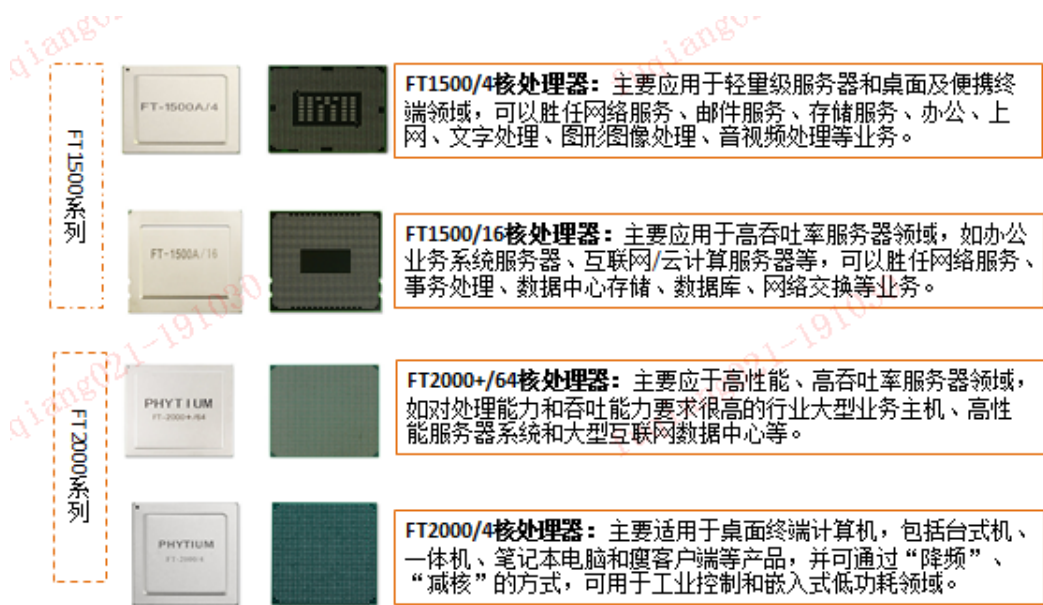 FT1500系列
FT-1500A/4
FT1500/4核处理器：主要应用于轻量级服务器和桌面及便携终
端领域，可以胜任网络服务、邮件服务、存储服务、办公、上
网、文字处理、图形图像处理、音视频处理等业务。
FT-1500A/16
FT1500/16核处理器：主要应用于高吞吐率服务器领域，如办公
业务系统服务器、互联网/云计算服务器等，可以胜任网络服务、
事务处理、数据中心存储、数据库、网络交换等业务。
FT2000系列
PHYTIUM
FT-2000+/64
FT2000+/64核处理器：主要应于高性能、高吞吐率服务器领域，
如对处理能力和吞吐能力要求很高的行业大型业务主机、高性
能服务器系统和大型互联网数据中心等。
PHYTIUM
FT-2000/4
FT2000/4核处理器：主要适用于桌面终端计算机，包括台式机、
一体机、笔记本电脑和瘦客户端等产品，并可通过“降频”、
“减核”的方式，可用于工业控制和嵌入式低功耗领域。
qiang021-191030